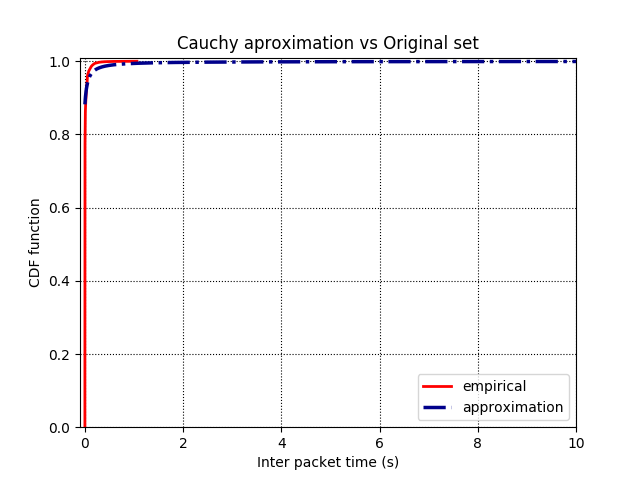 Cauchy aproximation vs Original set
1.0
0.8
0.6
0.4
0.2
0.0
CDF function
empirical
approximation
0 2 4 6 8 10
Inter packet time (s)